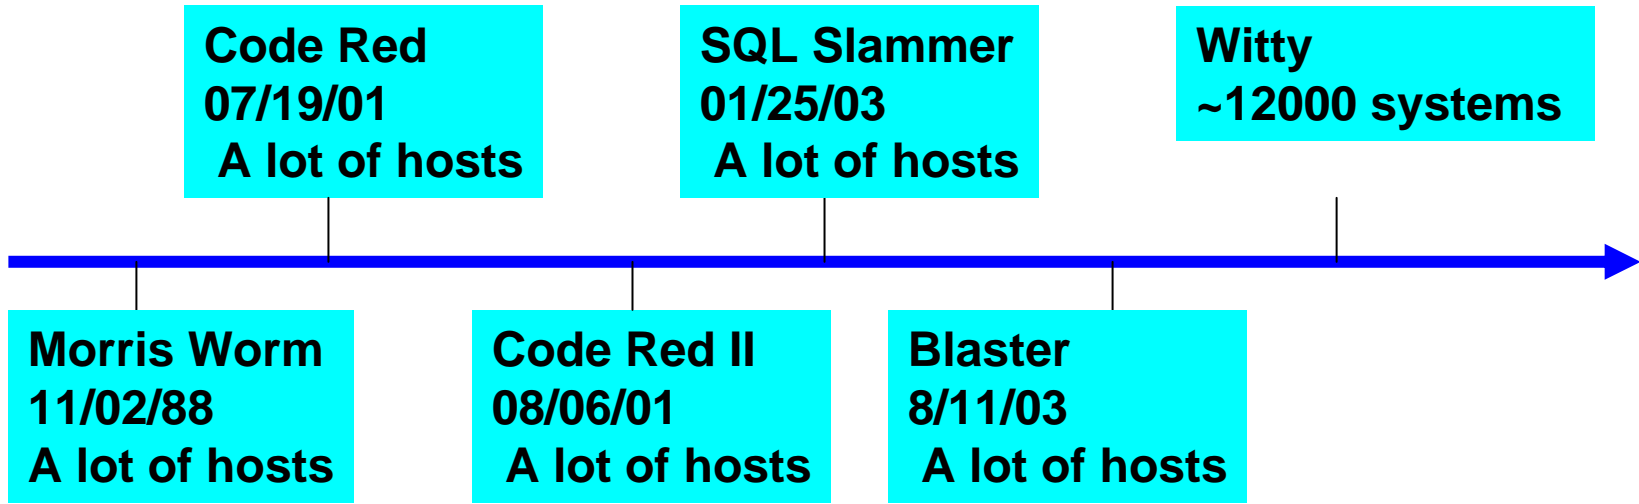 Code Red
07/19/01
A lot of hosts
SQL Slammer
01/25/03
A lot of hosts
Witty
~12000 systems
Morris Worm
11/02/88
A lot of hosts
Code Red II
08/06/01
A lot of hosts
Blaster
8/11/03
A lot of hosts